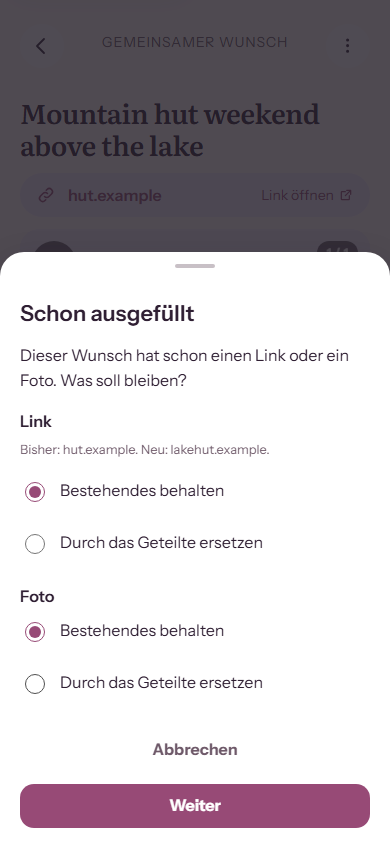 GEMEINSAMER WUNSCH
Mountain hut weekend
above the lake
hut.example
Link öffnen
Schon ausgefüllt
Dieser Wunsch hat schon einen Link oder ein
Foto. Was soll bleiben?
Link
Bisher: hut.example. Neu: lakehut.example.
Bestehendes behalten
Durch das Geteilte ersetzen
Foto
Bestehendes behalten
Durch das Geteilte ersetzen
Abbrechen
Weiter